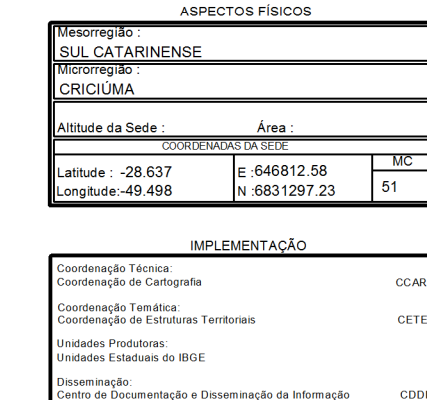 ASPECTOS FÍSICOS
Mesorregião :
SUL CATARINENSE
Microrregião :
CRICIÚMA
Altitude da Sede : Área :
COORDENADAS DA SEDE
MC
Latitude : -28.637 E :646812.58
51
Longitude:-49.498 N :6831297.23
IMPLEMENTAÇÃO
Coordenação Técnica:
Coordenação de Cartografia CCAR
Coordenação Temática:
Coordenação de Estruturas Territoriais CETE
Unidades Produtoras:
Unidades Estaduais do IBGE
Disseminação:
Centro de Documentação e Disseminação da Informação CDDI